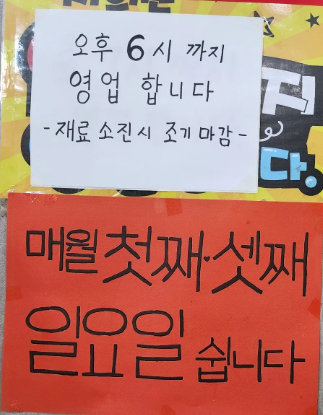 오후 6시 까지
영업 합니다
- 재료 소진시 조기 마감 -
다.
매월 첫째·셋째
일요일 쉽니다